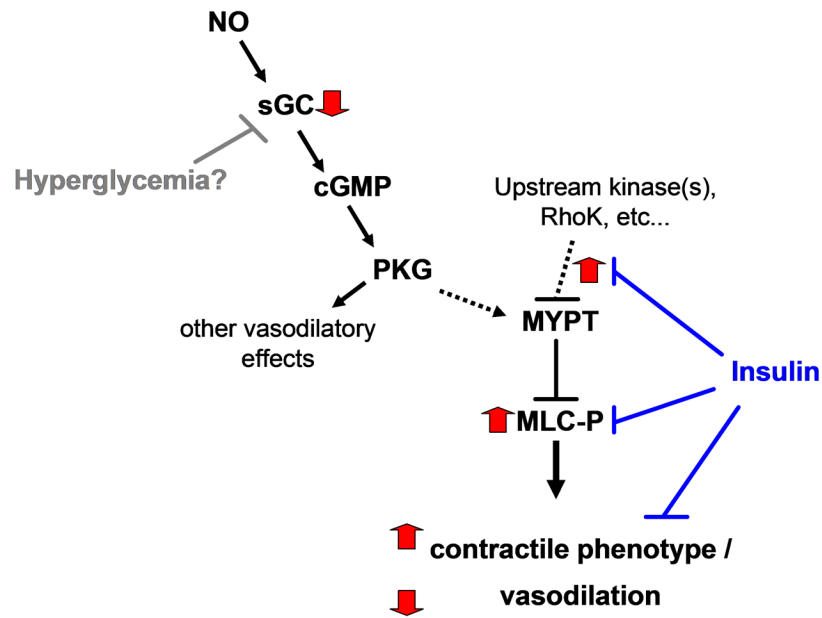 NO
sGC
Hyperglycemia?
cGMP
Upstream kinase(s),
RhoK, etc...
PKG
other vasodilatory
effects
MYPT
Insulin
MLC-P
contractile phenotype /
vasodilation